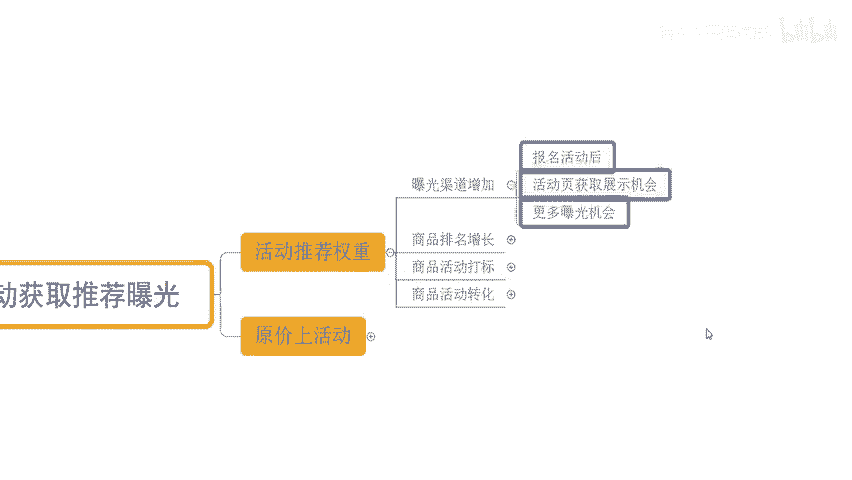 动获取推荐曝光
活动推荐权重
曝光渠道增加
报名活动后
活动页获取展示机会
更多曝光机会
商品排名增长
商品活动打标
商品活动转化
原价上活动
bilibili